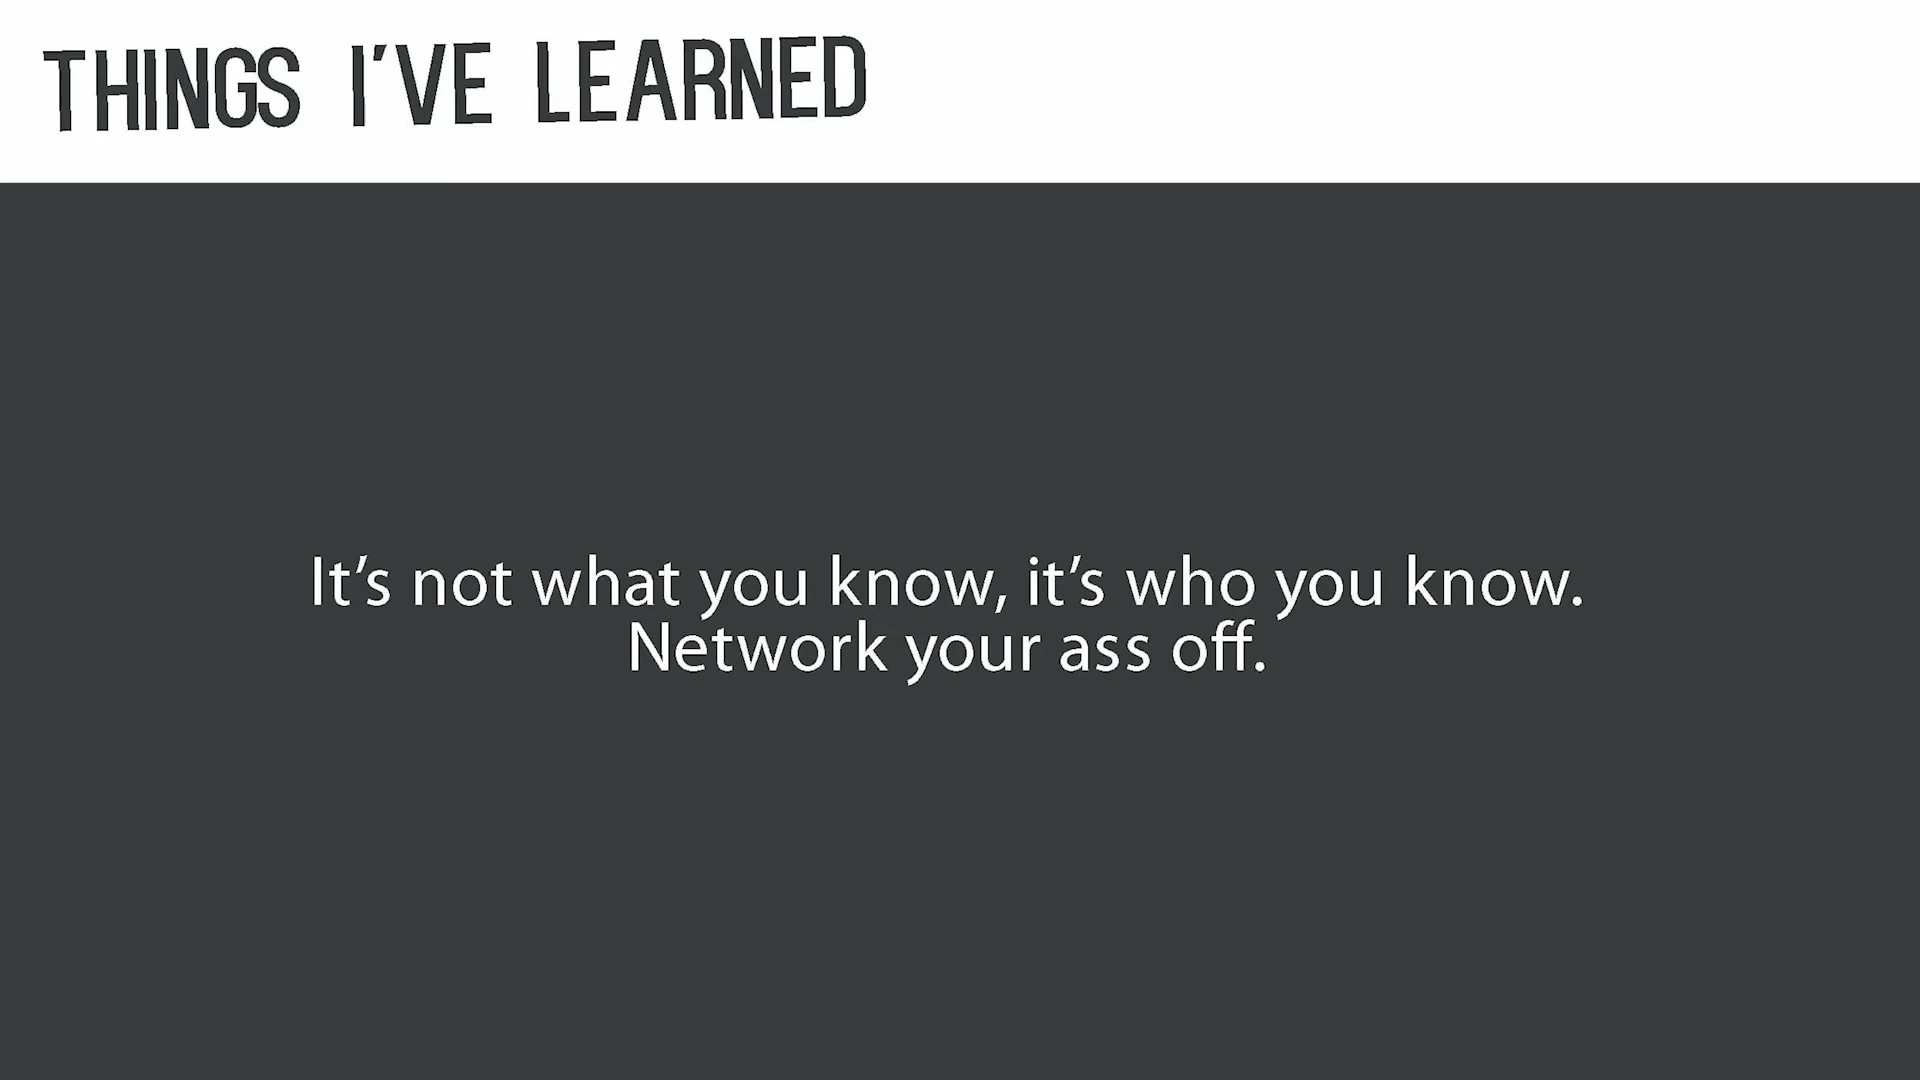 THINGS I’VE LEARNED
It’s not what you know, it’s who you know.
Network your ass off.